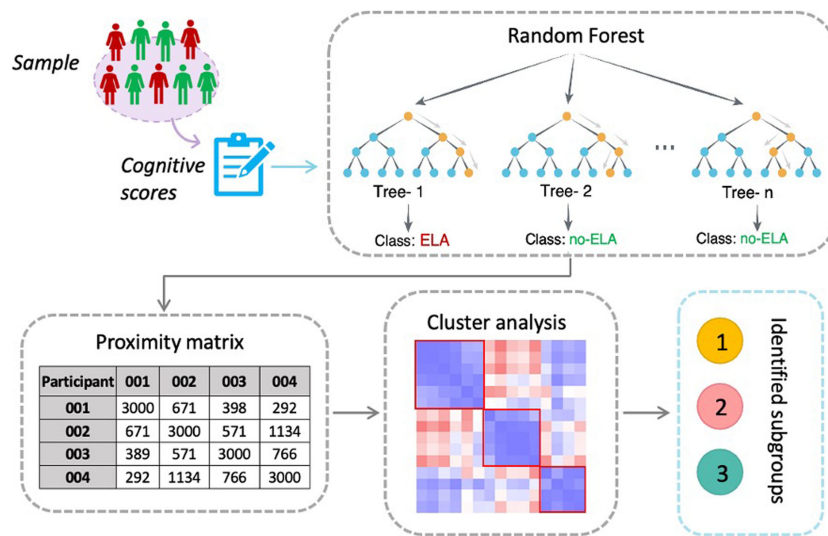 Sample
Cognitive
scores
Random Forest
...
Tree- 1
Tree- 2
Tree- n
Class: ELA
Class: no-ELA
Class: no-ELA
Proximity matrix
Participant 001 002 003 004
001 3000 671 398 292
002 671 3000 571 1134
003 389 571 3000 766
004 292 1134 766 3000
Cluster analysis
1
2
3
Identified subgroups